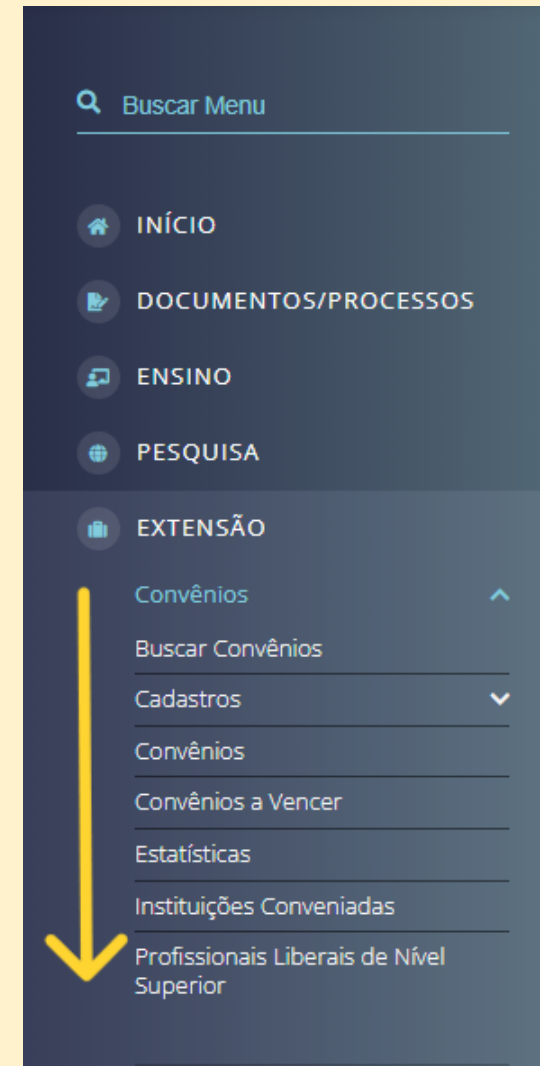 Buscar Menu
INÍCIO
DOCUMENTOS/PROCESSOS
ENSINO
PESQUISA
EXTENSÃO
Convênios
Buscar Convênios
Cadastros
Convênios
Convênios a Vencer
Estatísticas
Instituições Conveniadas
Profissionais Liberais de Nível
Superior